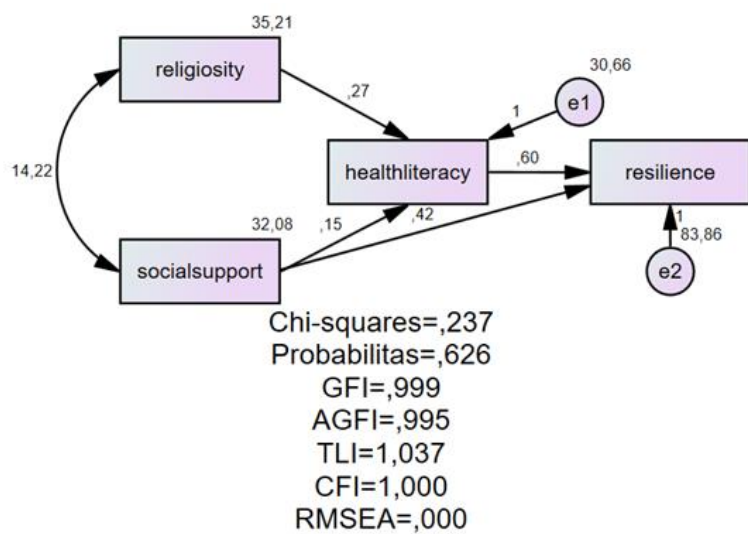 35,21
religiosity
30,66
,27
1
e1
healthliteracy
,60
resilience
14,22
32,08
,15
,42
socialsupport
1
83,86
e2
Chi-squares=,237
Probabilitas=,626
GFI=,999
AGFI=,995
TLI=1,037
CFI=1,000
RMSEA=,000